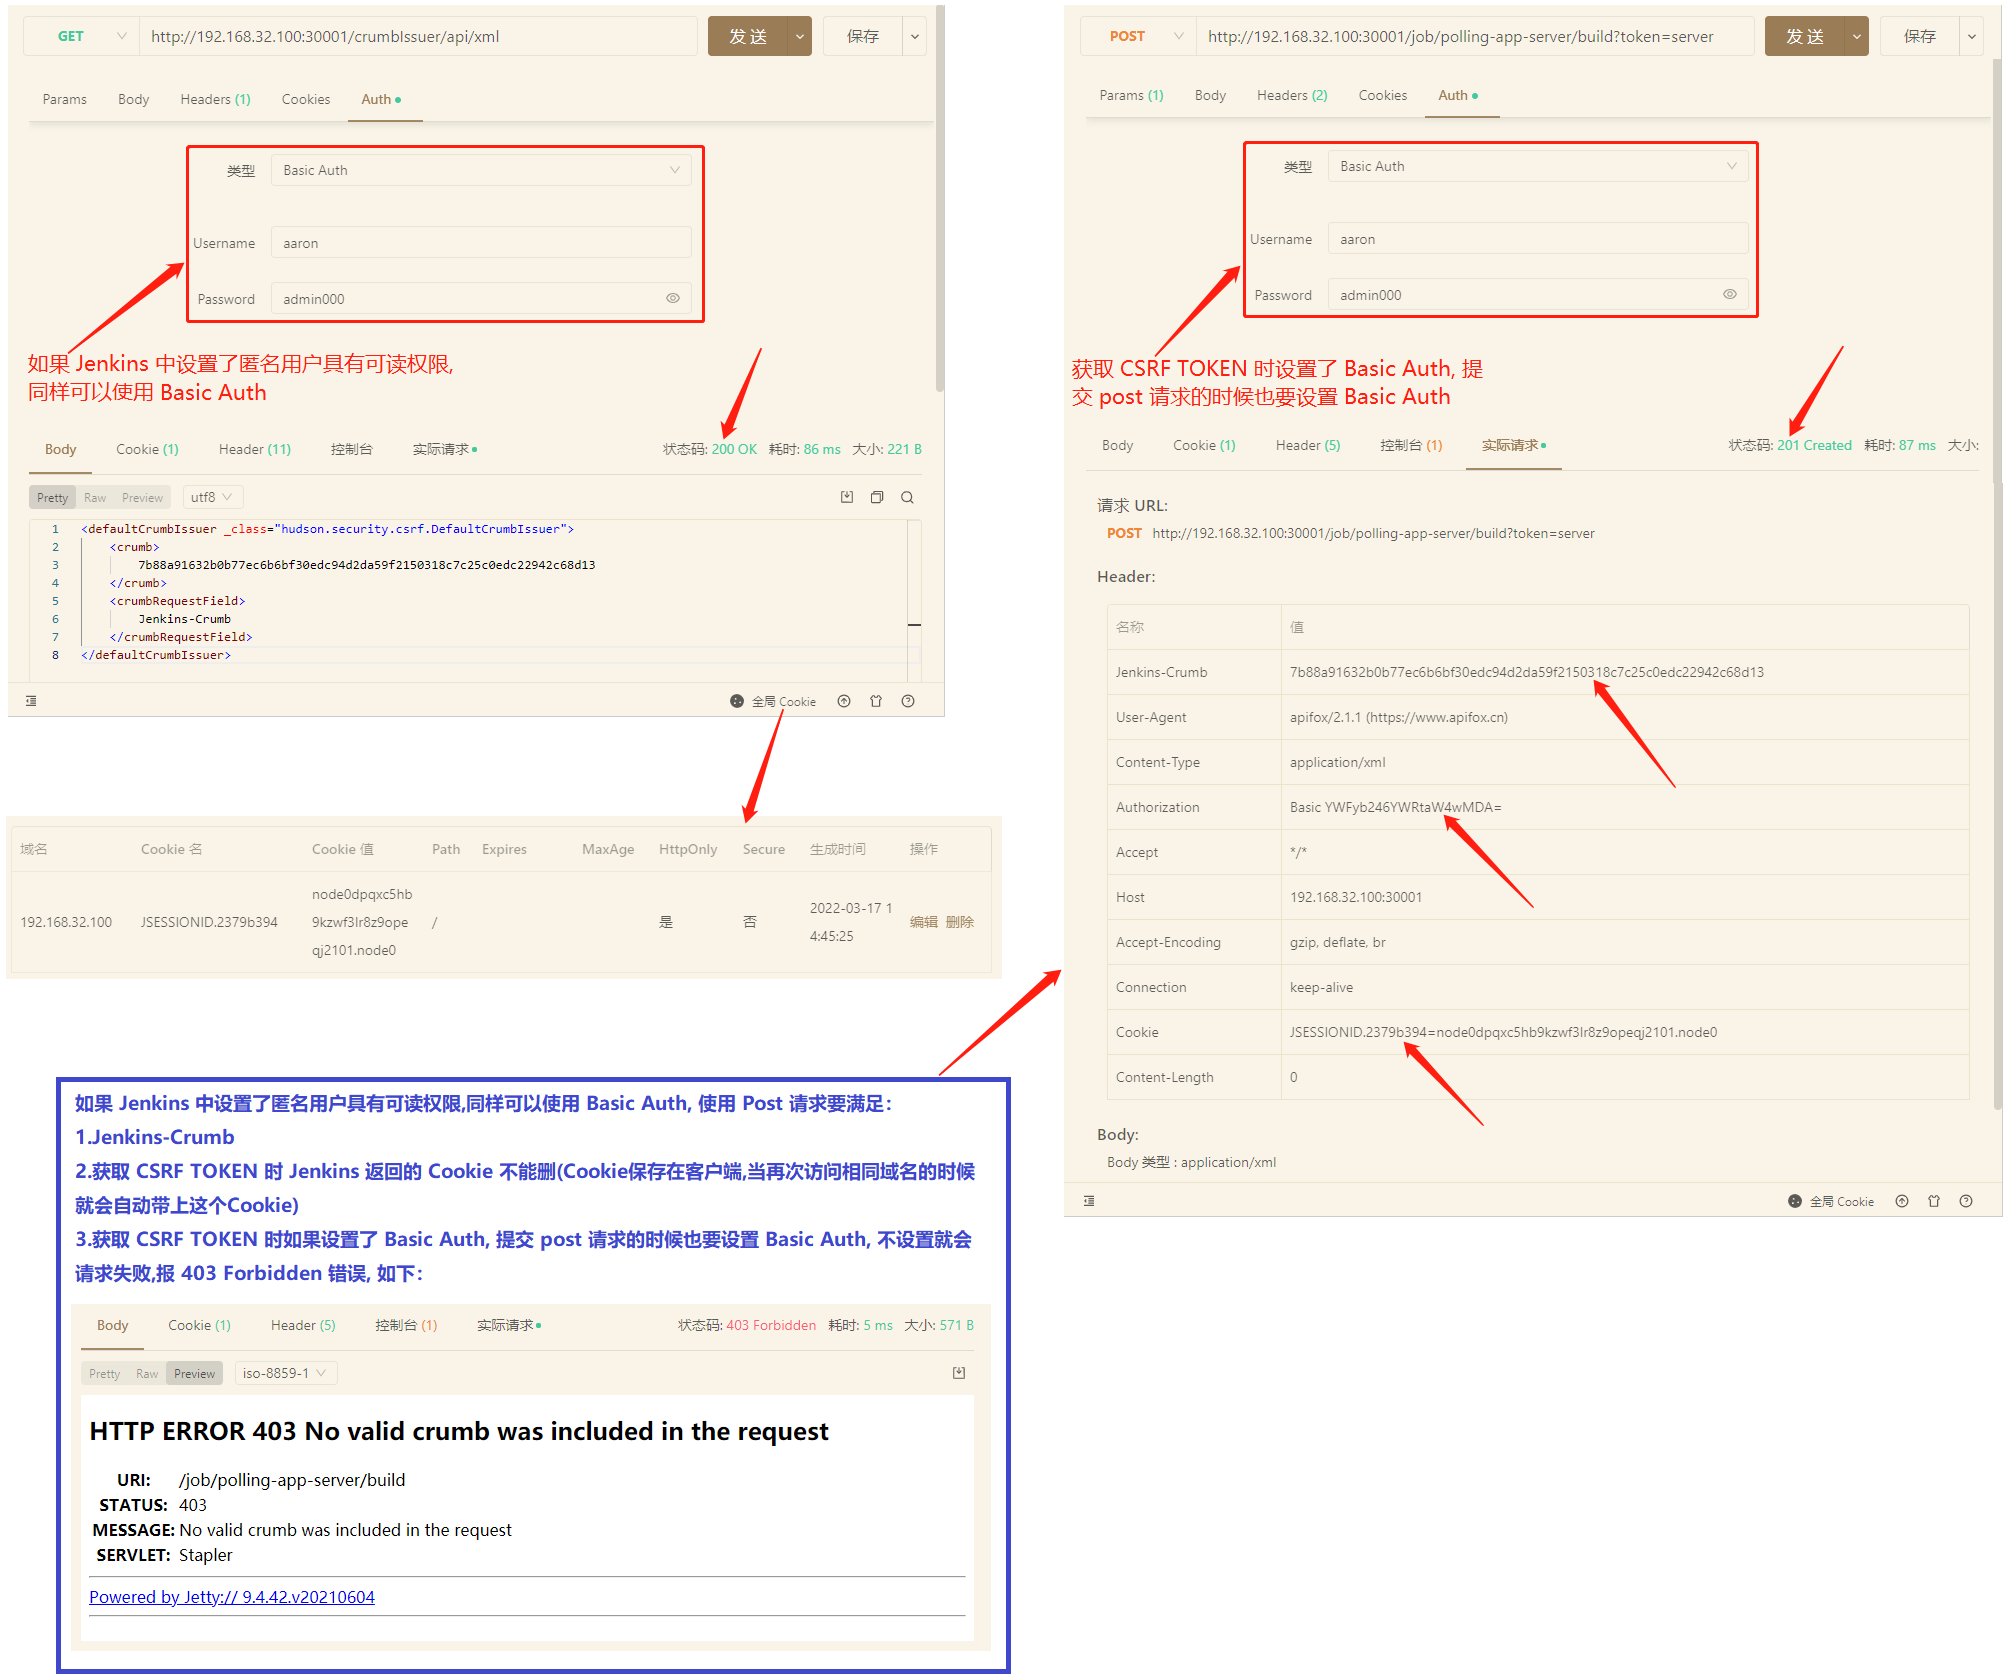 GET http://192.168.32.100:30001/crumbIssuer/api/xml 发 送 保存
Params Body Headers (1) Cookies Auth
类型 Basic Auth
Username aaron
Password admin000
如果 Jenkins 中设置了匿名用户具有可读权限,
同样可以使用 Basic Auth
Body Cookie (1) Header (11) 控制台 实际请求 状态码: 200 OK 耗时: 86 ms 大小: 221 B
Pretty Raw Preview utf8
1 <defaultCrumbIssuer _class="hudson.security.csrf.DefaultCrumbIssuer">
2 <crumb>
3 7b88a91632b0b77ec6b6bf30edc94d2da59f2150318c7c25c0edc22942c68d13
4 </crumb>
5 <crumbRequestField>
6 Jenkins-Crumb
7 </crumbRequestField>
8 </defaultCrumbIssuer>
全局 Cookie
域名 Cookie 名 Cookie 值 Path Expires MaxAge HttpOnly Secure 生成时间 操作
192.168.32.100 JSESSIONID.2379b394 node0dpqxc5hb / 是 否 2022-03-17 1 编辑 删除
9kzwf3lr8z9ope 4:45:25
qj2101.node0
如果 Jenkins 中设置了匿名用户具有可读权限,同样可以使用 Basic Auth, 使用 Post 请求要满足：
1.Jenkins-Crumb
2.获取 CSRF TOKEN 时 Jenkins 返回的 Cookie 不能删(Cookie保存在客户端,当再次访问相同域名的时候
就会自动带上这个Cookie)
3.获取 CSRF TOKEN 时如果设置了 Basic Auth, 提交 post 请求的时候也要设置 Basic Auth, 不设置就会
请求失败,报 403 Forbidden 错误, 如下：
Body Cookie (1) Header (5) 控制台 (1) 实际请求 状态码: 403 Forbidden 耗时: 5 ms 大小: 571 B
Pretty Raw Preview iso-8859-1
HTTP ERROR 403 No valid crumb was included in the request
URI: /job/polling-app-server/build
STATUS: 403
MESSAGE: No valid crumb was included in the request
SERVLET: Stapler
Powered by Jetty:// 9.4.42.v20210604
POST http://192.168.32.100:30001/job/polling-app-server/build?token=server 发 送 保存
Params (1) Body Headers (2) Cookies Auth
类型 Basic Auth
Username aaron
Password admin000
获取 CSRF TOKEN 时设置了 Basic Auth, 提
交 post 请求的时候也要设置 Basic Auth
Body Cookie (1) Header (5) 控制台 (1) 实际请求 状态码: 201 Created 耗时: 87 ms 大小:
请求 URL:
POST http://192.168.32.100:30001/job/polling-app-server/build?token=server
Header:
名称 值
Jenkins-Crumb 7b88a91632b0b77ec6b6bf30edc94d2da59f2150318c7c25c0edc22942c68d13
User-Agent apifox/2.1.1 (https://www.apifox.cn)
Content-Type application/xml
Authorization Basic YWFyb246YWRtaW4wMDA=
Accept */*
Host 192.168.32.100:30001
Accept-Encoding gzip, deflate, br
Connection keep-alive
Cookie JSESSIONID.2379b394=node0dpqxc5hb9kzwf3lr8z9opeqj2101.node0
Content-Length 0
Body:
Body 类型 : application/xml
全局 Cookie